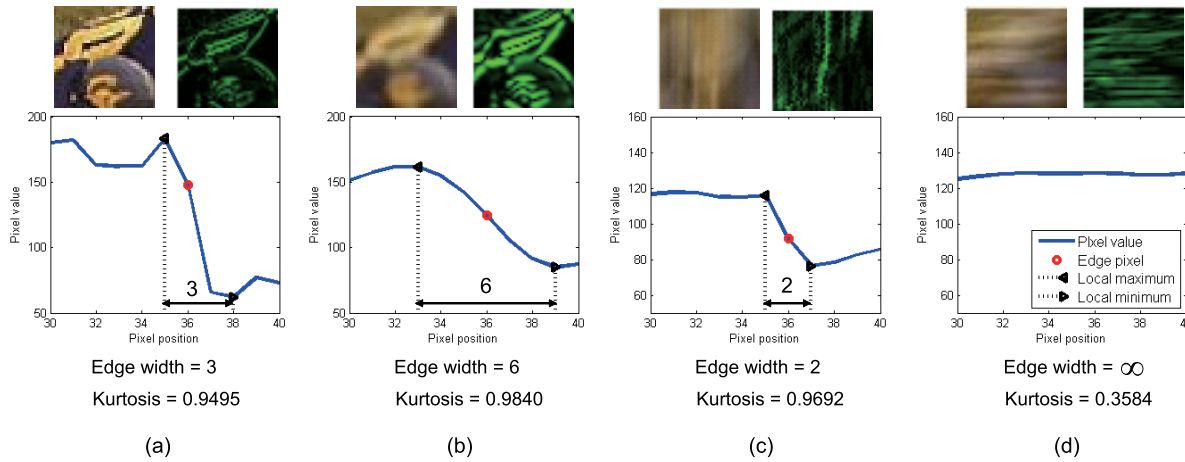 200
150
100
50
30 32 34 36 38 40
Pixel value
Pixel position
3
Edge width = 3
Kurtosis = 0.9495
(a)
200
150
100
50
30 32 34 36 38 40
Pixel value
Pixel position
6
Edge width = 6
Kurtosis = 0.9840
(b)
160
140
120
100
80
60
30 32 34 36 38 40
Pixel value
Pixel position
2
Edge width = 2
Kurtosis = 0.9692
(c)
160
140
120
100
80
60
30 32 34 36 38 40
Pixel value
Pixel position
PIxel value
Edge pixel
Local maximum
Local minimum
Edge width = ∞
Kurtosis = 0.3584
(d)